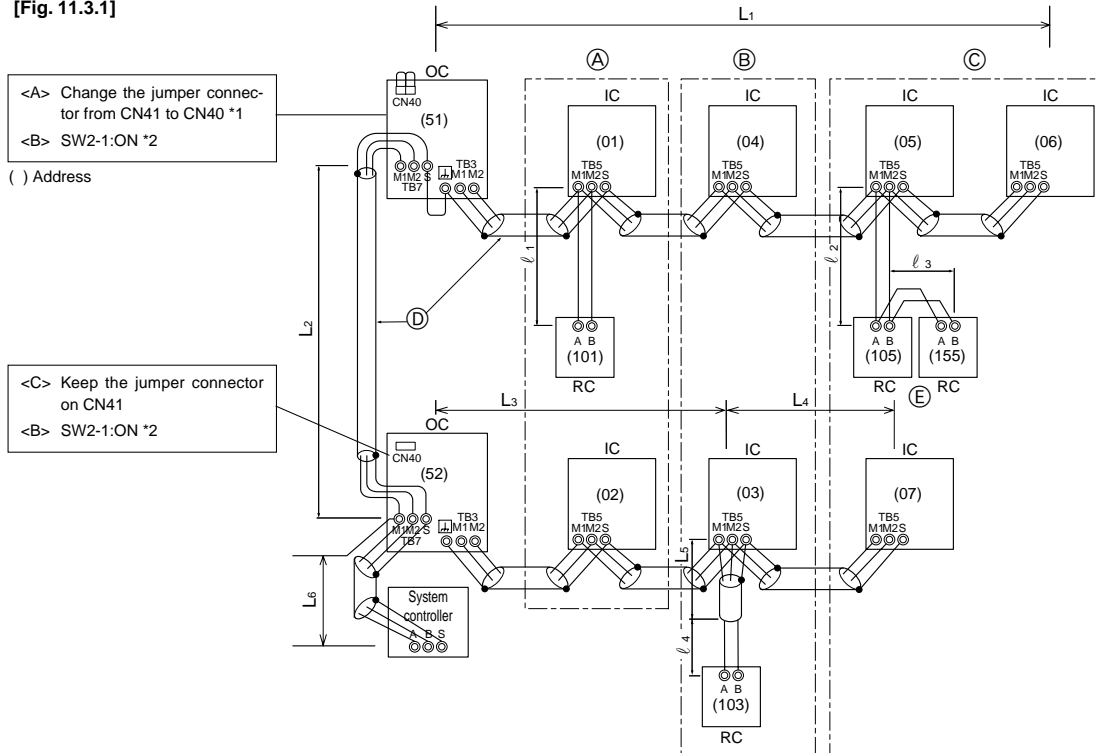 [Fig. 11.3.1]
L1
A
B
C
<A> Change the jumper connec-
tor from CN41 to CN40 *1
<B> SW2-1:ON *2
( ) Address
OC
CN40
(51)
M1M2 S
TB7
TB3
M1 M2
IC
(01)
TB5
M1M2S
IC
(04)
TB5
M1M2S
IC
(05)
TB5
M1M2S
IC
(06)
TB5
M1M2S
L2
D
ℓ 1
A B
(101)
RC
ℓ 2
ℓ 3
A B
(105)
RC
A B
(155)
RC
E
<C> Keep the jumper connector
on CN41
<B> SW2-1:ON *2
L3
L4
OC
CN40
(52)
M1M2 S
TB7
TB3
M1 M2
IC
(02)
TB5
M1M2S
IC
(03)
TB5
M1M2S
IC
(07)
TB5
M1M2S
L5
L6
System
controller
A B S
ℓ 4
A B
(103)
RC